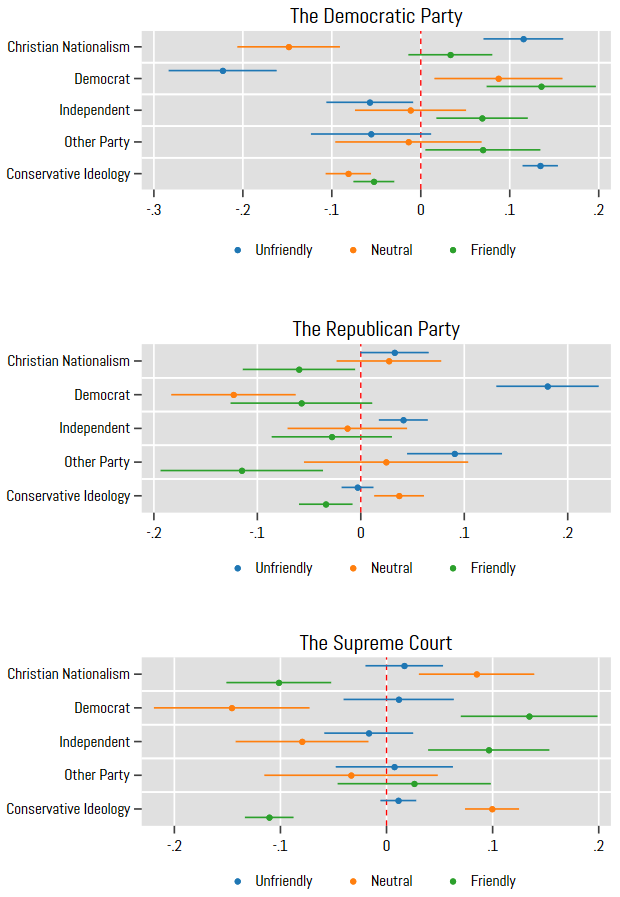 The Democratic Party
Christian Nationalism
Democrat
Independent
Other Party
Conservative Ideology
-.3 -.2 -.1 0 .1 .2
Unfriendly Neutral Friendly
The Republican Party
Christian Nationalism
Democrat
Independent
Other Party
Conservative Ideology
-.2 -.1 0 .1 .2
Unfriendly Neutral Friendly
The Supreme Court
Christian Nationalism
Democrat
Independent
Other Party
Conservative Ideology
-.2 -.1 0 .1 .2
Unfriendly Neutral Friendly